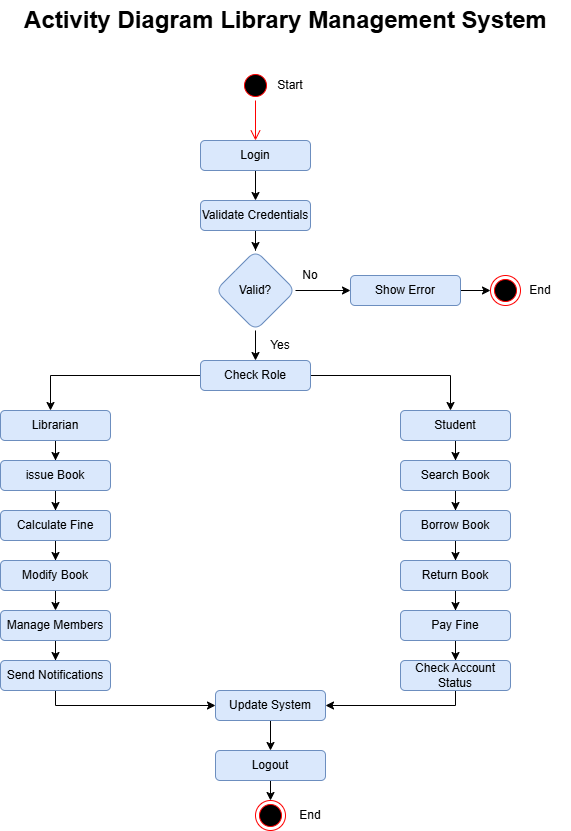 Activity Diagram Library Management System
Start
Login
Validate Credentials
Valid?
No
Show Error
End
Yes
Check Role
Librarian
Student
issue Book
Search Book
Calculate Fine
Borrow Book
Modify Book
Return Book
Manage Members
Pay Fine
Send Notifications
Check Account
Status
Update System
Logout
End